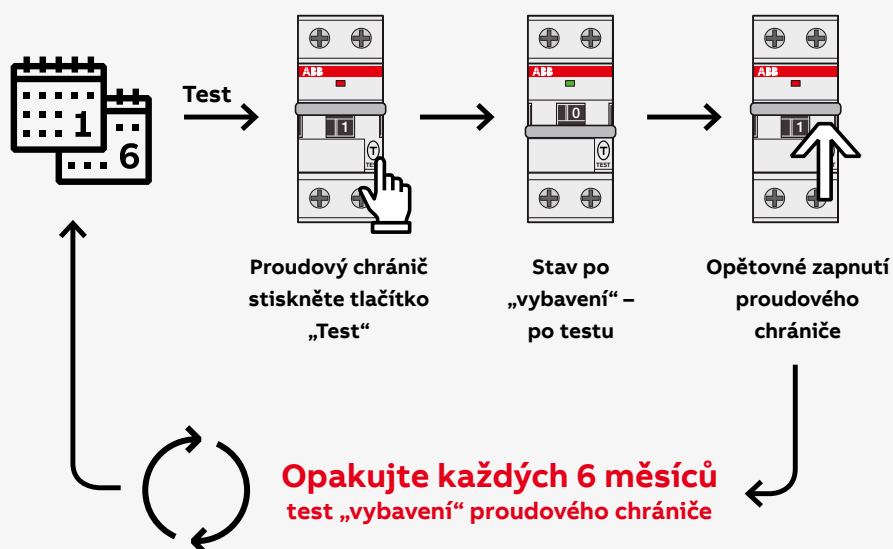 1
6
Test
ABB
1
T
TEST
ABB
0
T
TEST
ABB
1
Proudový chránič
stiskněte tlačítko
„Test“
Stav po
„vybavení“ –
po testu
Opětovné zapnutí
proudového
chrániče
Opakujte každých 6 měsíců
test „vybavení“ proudového chrániče